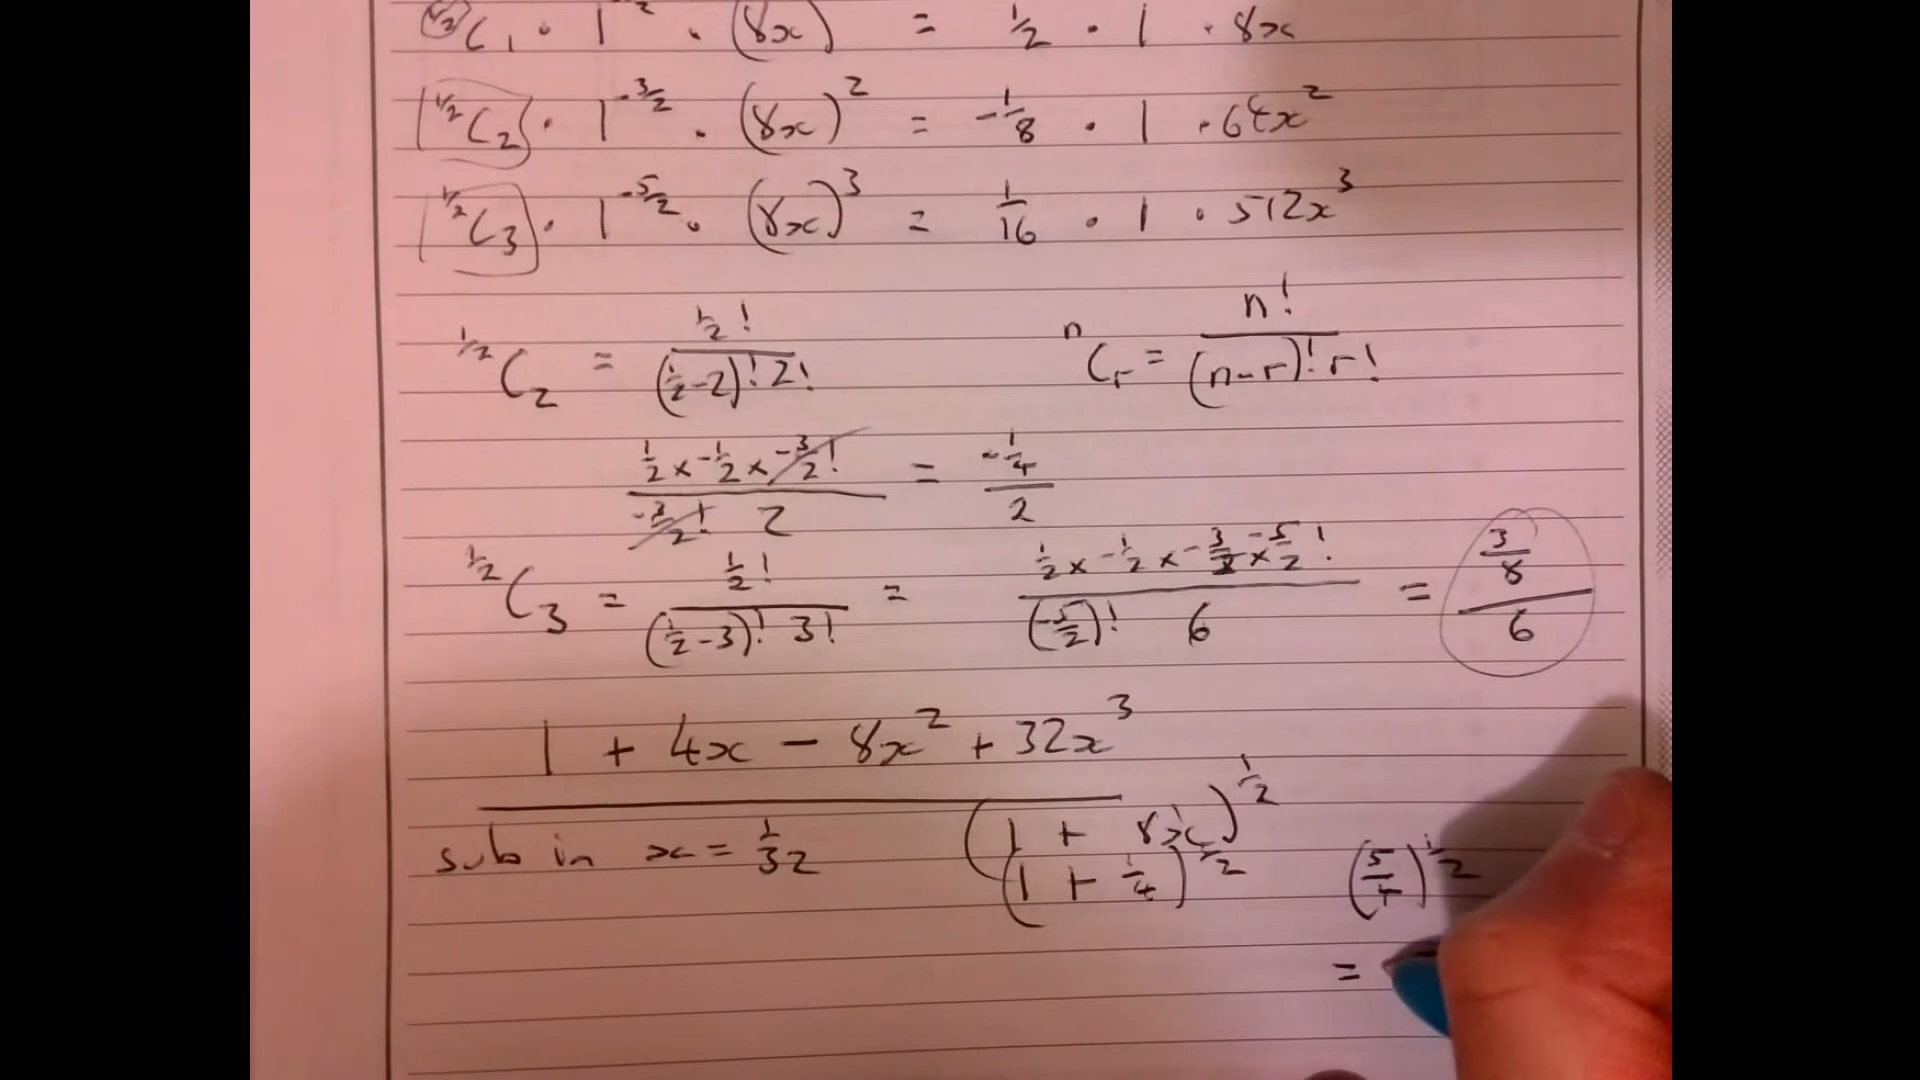 ½C₁ · 1^-½ · (8x) = ½ · 1 · 8x
½C₂ · 1^-3/2 · (8x)² = -1/8 · 1 · 64x²
½C₃ · 1^-5/2 · (8x)³ = 1/16 · 1 · 512x³
½C₂ = ½! / (½-2)! 2!    nCr = n! / (n-r)! r!
½ x -½ x -3/2! / -3/2! 2 = -¼ / 2
½C₃ = ½! / (½-3)! 3! = ½ x -½ x -3/2 x -5/2! / (-5/2)! 6 = 3/8 / 6
1 + 4x - 8x² + 32x³
sub in x = 1/32    (1 + 8x)^½
(1 + ¼)^½    (5/4)^½
=